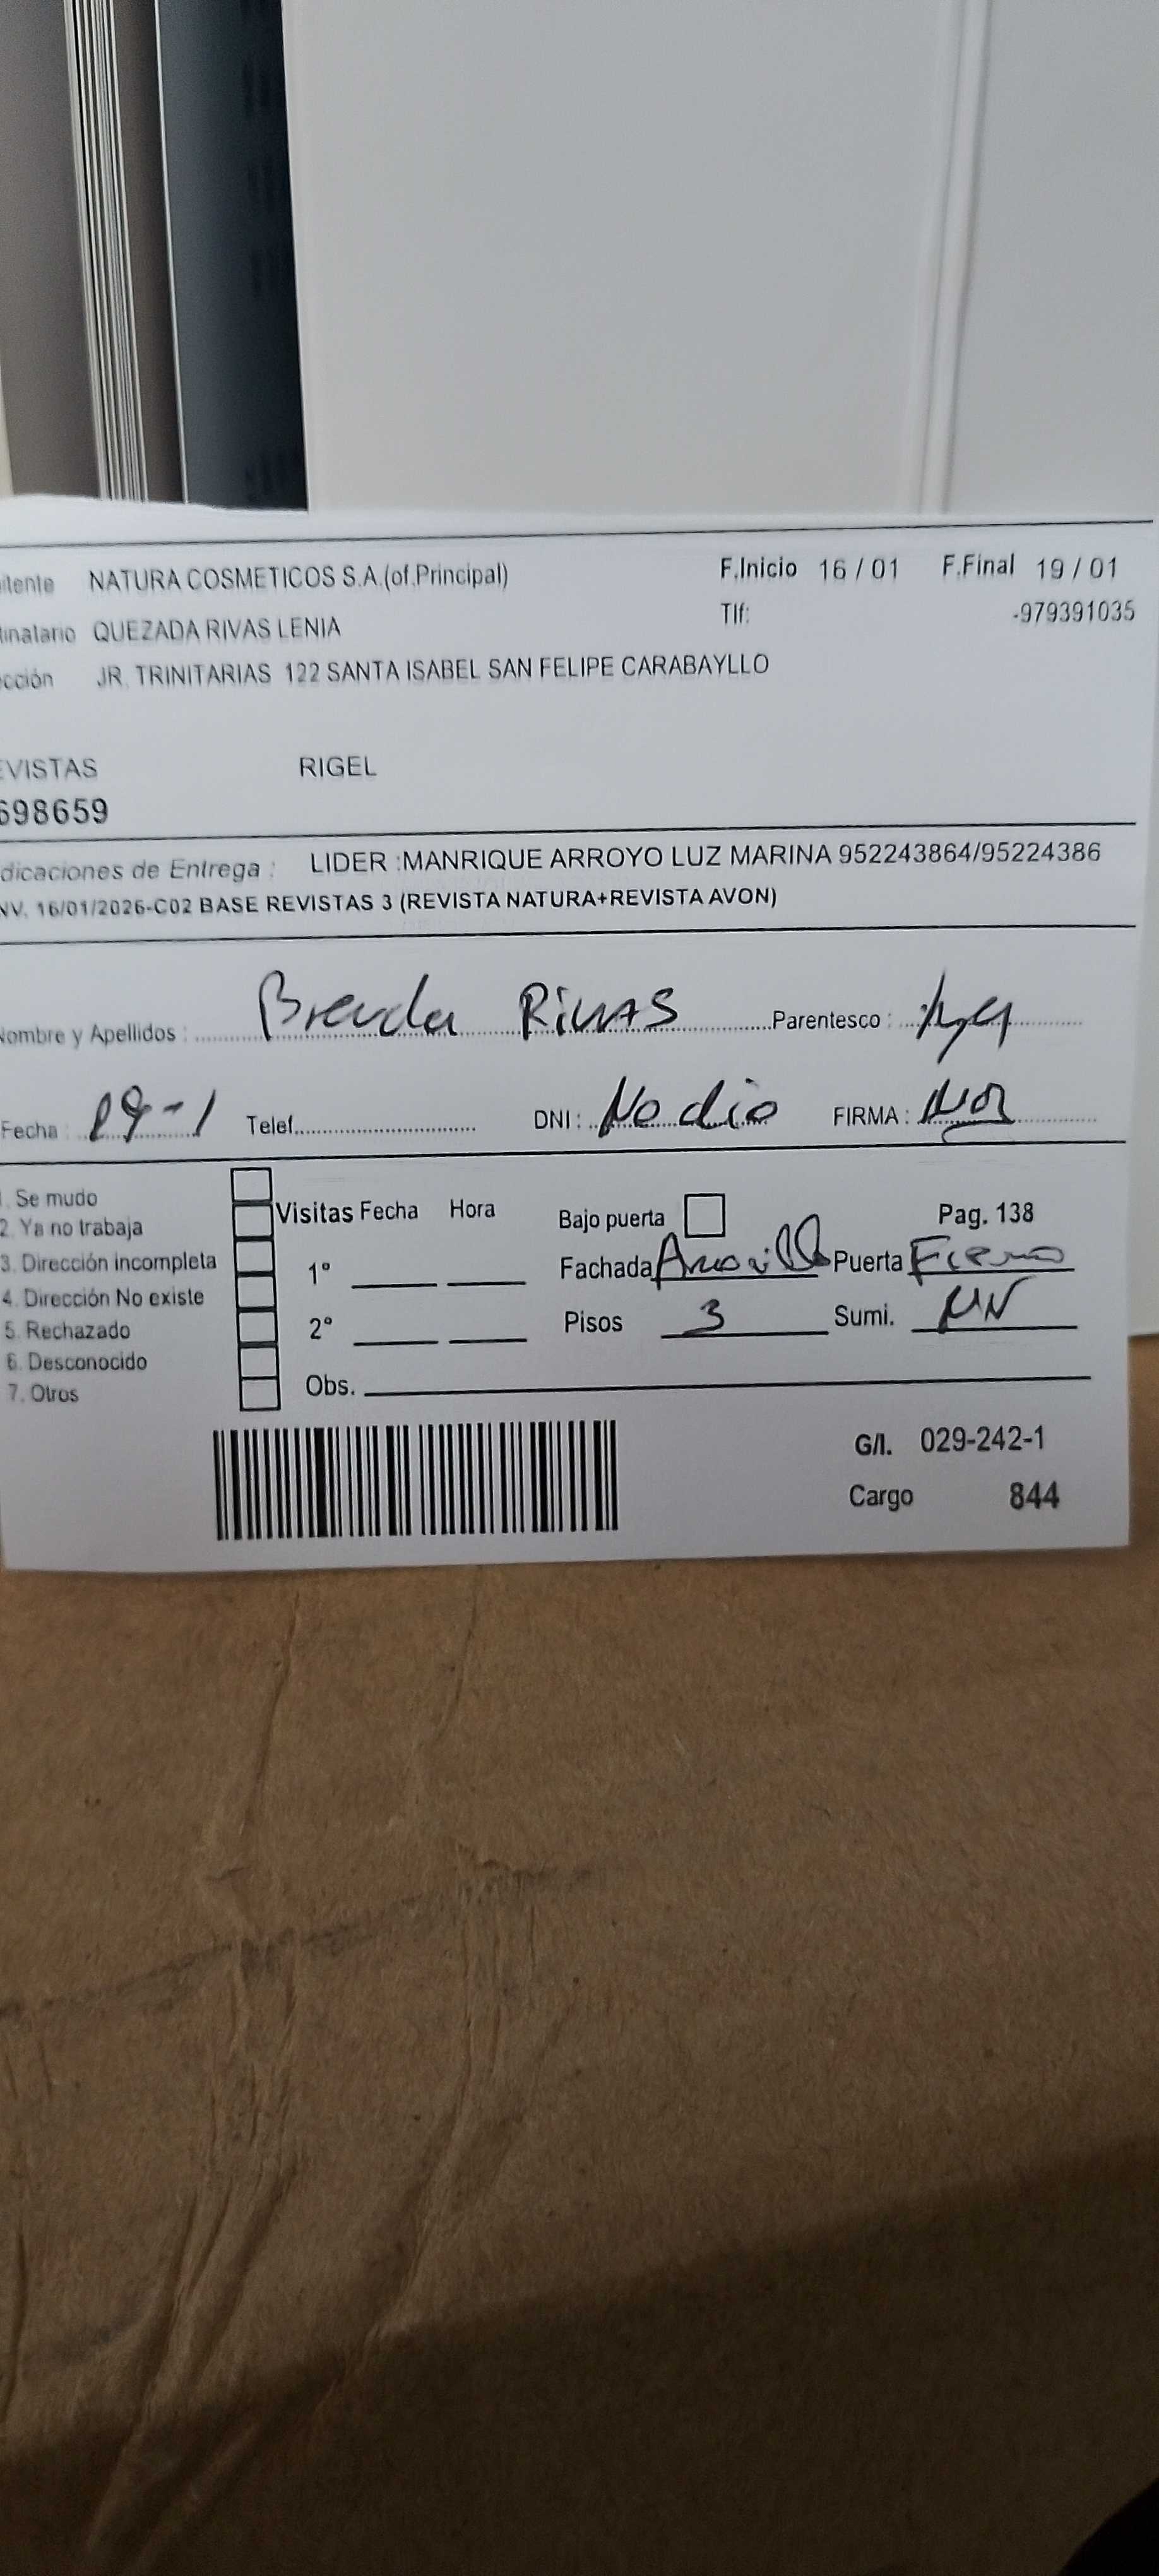 itente NATURA COSMETICOS S.A.(of.Principal) F.Inicio 16 / 01 F.Final 19 / 01
tinatario QUEZADA RIVAS LENIA Tlf: -979391035
cción JR. TRINITARIAS 122 SANTA ISABEL SAN FELIPE CARABAYLLO
EVISTAS RIGEL
698659
dicaciones de Entrega : LIDER :MANRIQUE ARROYO LUZ MARINA 952243864/95224386
NV. 16/01/2026-C02 BASE REVISTAS 3 (REVISTA NATURA+REVISTA AVON)
Nombre y Apellidos : Brenda Rivas Parentesco :
Fecha : 19-1 Telef. DNI : No dio FIRMA :
1. Se mudo
2. Ya no trabaja Visitas Fecha Hora Bajo puerta Pag. 138
3. Dirección incompleta 1° Fachada Amarillo Puerta Fierro
4. Dirección No existe
5. Rechazado 2° Pisos 3 Sumi.
6. Desconocido
7. Otros Obs.
G/I. 029-242-1
Cargo 844